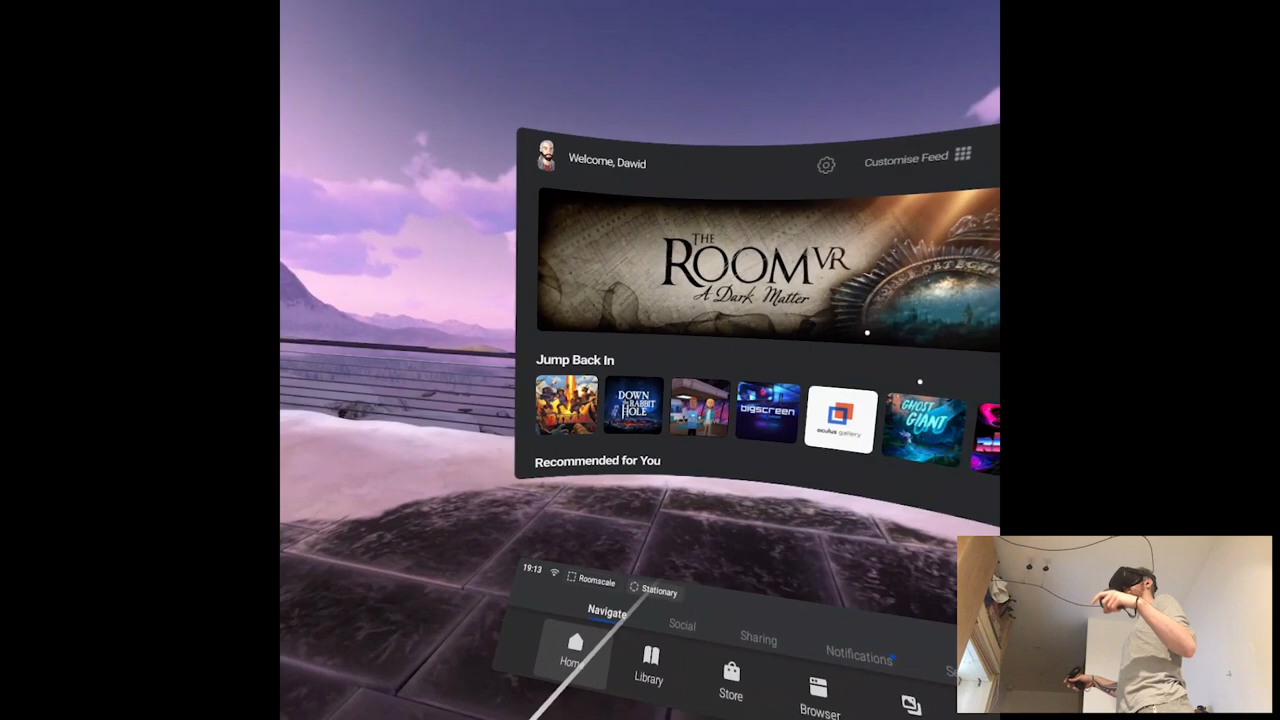 Welcome, Dawid
Customise Feed
THE
ROOM VR
A Dark Matter
Jump Back In
DOWN
THE RABBIT
HOLE
bigscreen
oculus gallery
GHOST
GIANT
Recommended for You
19:13
Roomscale
Stationary
Navigate
Social
Sharing
Notifications
Home
Library
Store
Browser